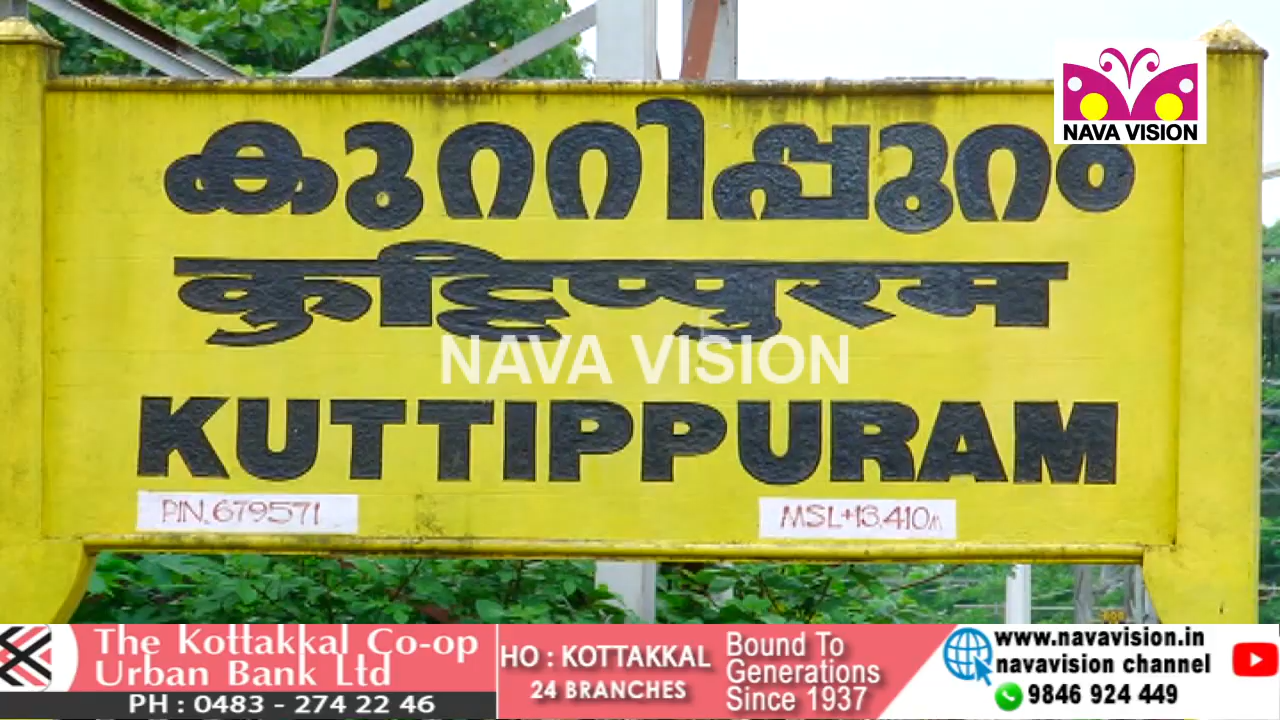 NAVA VISION
കുററിപ്പുറം
कुट्टिप्पुरम
NAVA VISION
KUTTIPPURAM
PIN.679571
MSL+13.410m
The Kottakkal Co-op
Urban Bank Ltd
PH : 0483 - 274 22 46
HO : KOTTAKKAL
24 BRANCHES
Bound To
Generations
Since 1937
www.navavision.in
navavision channel
9846 924 449